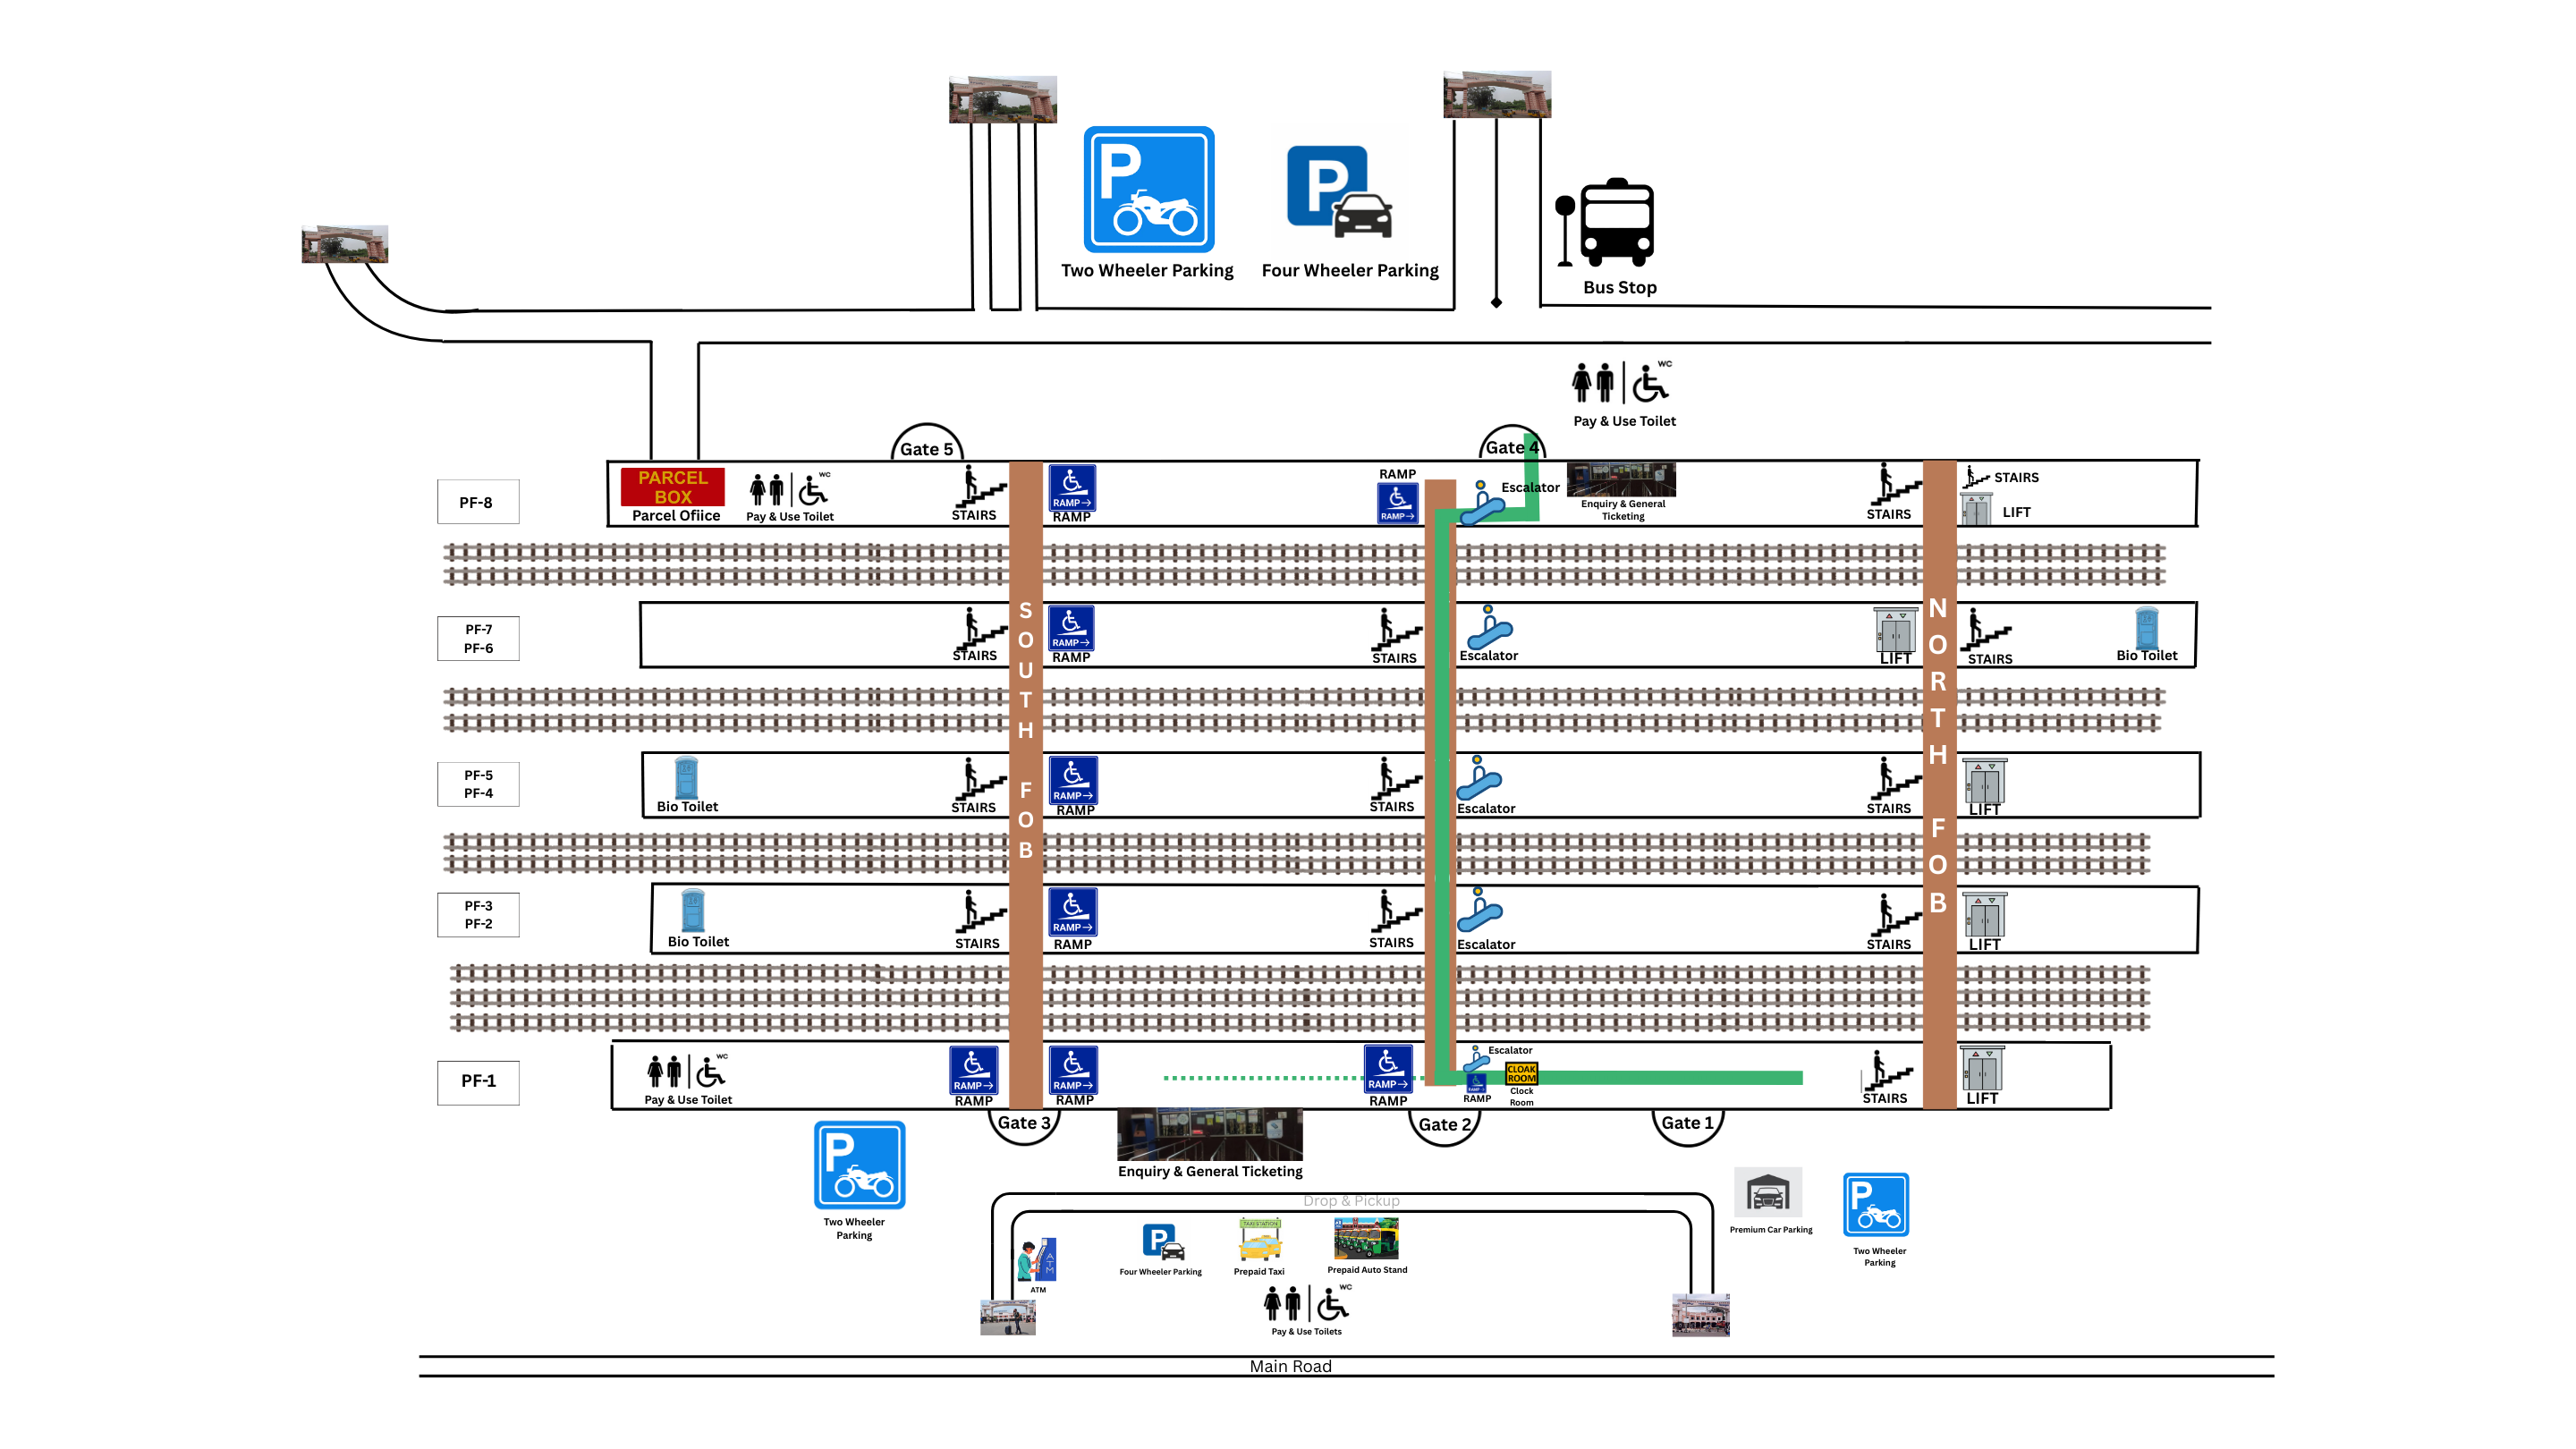 P
Two Wheeler Parking
P
Four Wheeler Parking
Bus Stop
WC
Pay & Use Toilet
Gate 5
Gate 4
PF-8
PARCEL
BOX
Parcel Ofiice
WC
Pay & Use Toilet
STAIRS
RAMP→
RAMP
RAMP
RAMP→
Escalator
Enquiry & General
Ticketing
STAIRS
STAIRS
LIFT
PF-7
PF-6
STAIRS
RAMP→
RAMP
STAIRS
Escalator
LIFT
STAIRS
Bio Toilet
SOUTH FOB
NORTH FOB
PF-5
PF-4
Bio Toilet
STAIRS
RAMP→
RAMP
STAIRS
Escalator
STAIRS
LIFT
PF-3
PF-2
Bio Toilet
STAIRS
RAMP→
RAMP
STAIRS
Escalator
STAIRS
LIFT
PF-1
WC
Pay & Use Toilet
RAMP→
RAMP
RAMP→
RAMP
RAMP→
RAMP
Escalator
RAMP
CLOAK
ROOM
Clock
Room
STAIRS
LIFT
Gate 3
Gate 2
Gate 1
P
Two Wheeler
Parking
Enquiry & General Ticketing
Drop & Pickup
ATM
ATM
P
Four Wheeler Parking
TAXI STATION
Prepaid Taxi
Prepaid Auto Stand
WC
Pay & Use Toilets
Premium Car Parking
P
Two Wheeler
Parking
Main Road